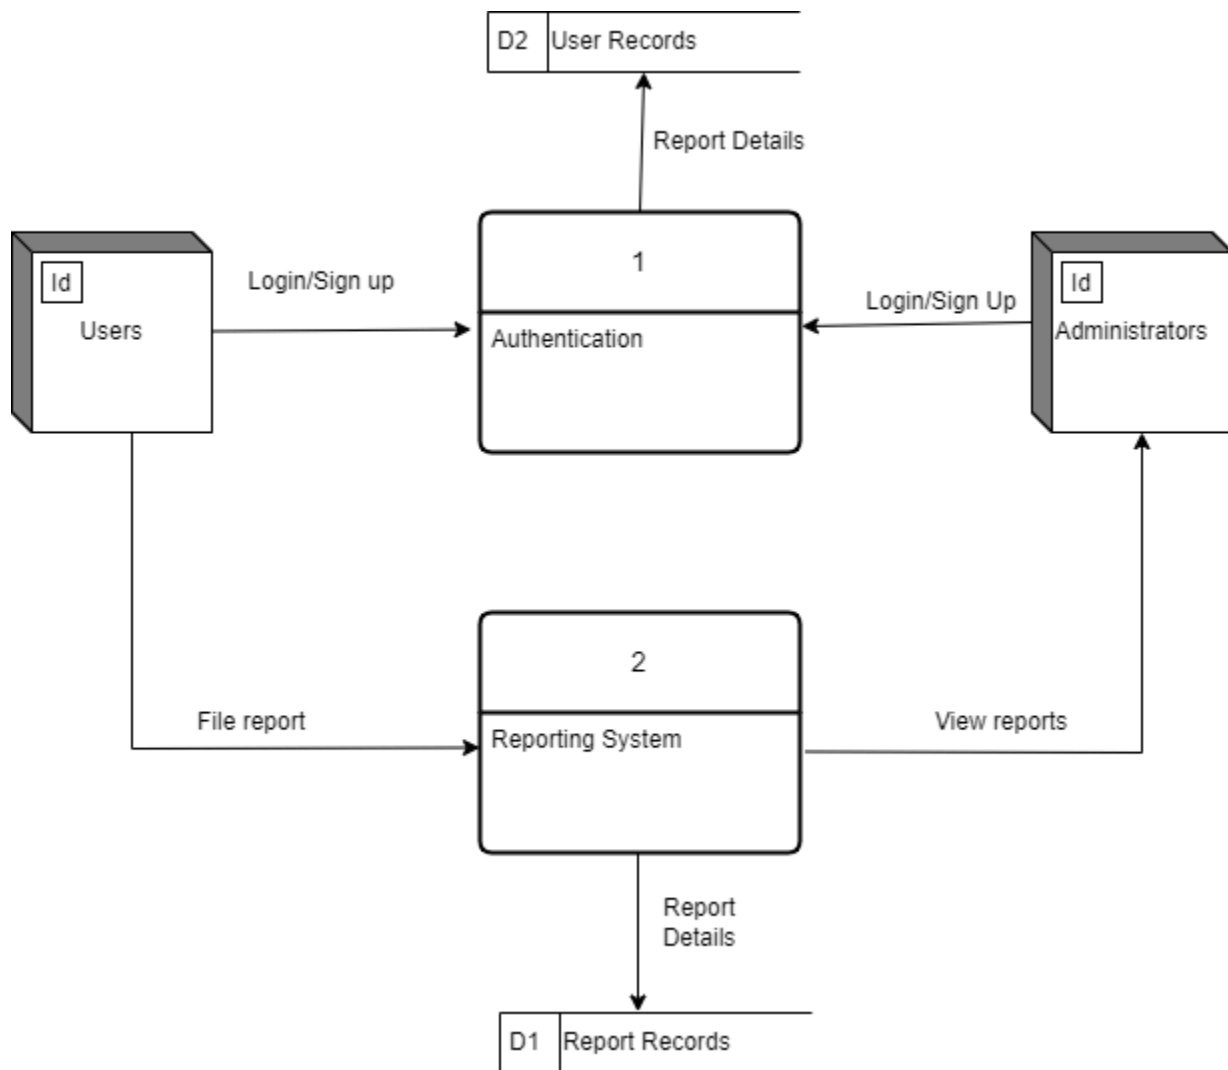 D2 User Records
Report Details
1
Id
Login/Sign up
Id
Login/Sign Up
Users
Authentication
Administrators
2
File report
View reports
Reporting System
Report
Details
D1 Report Records